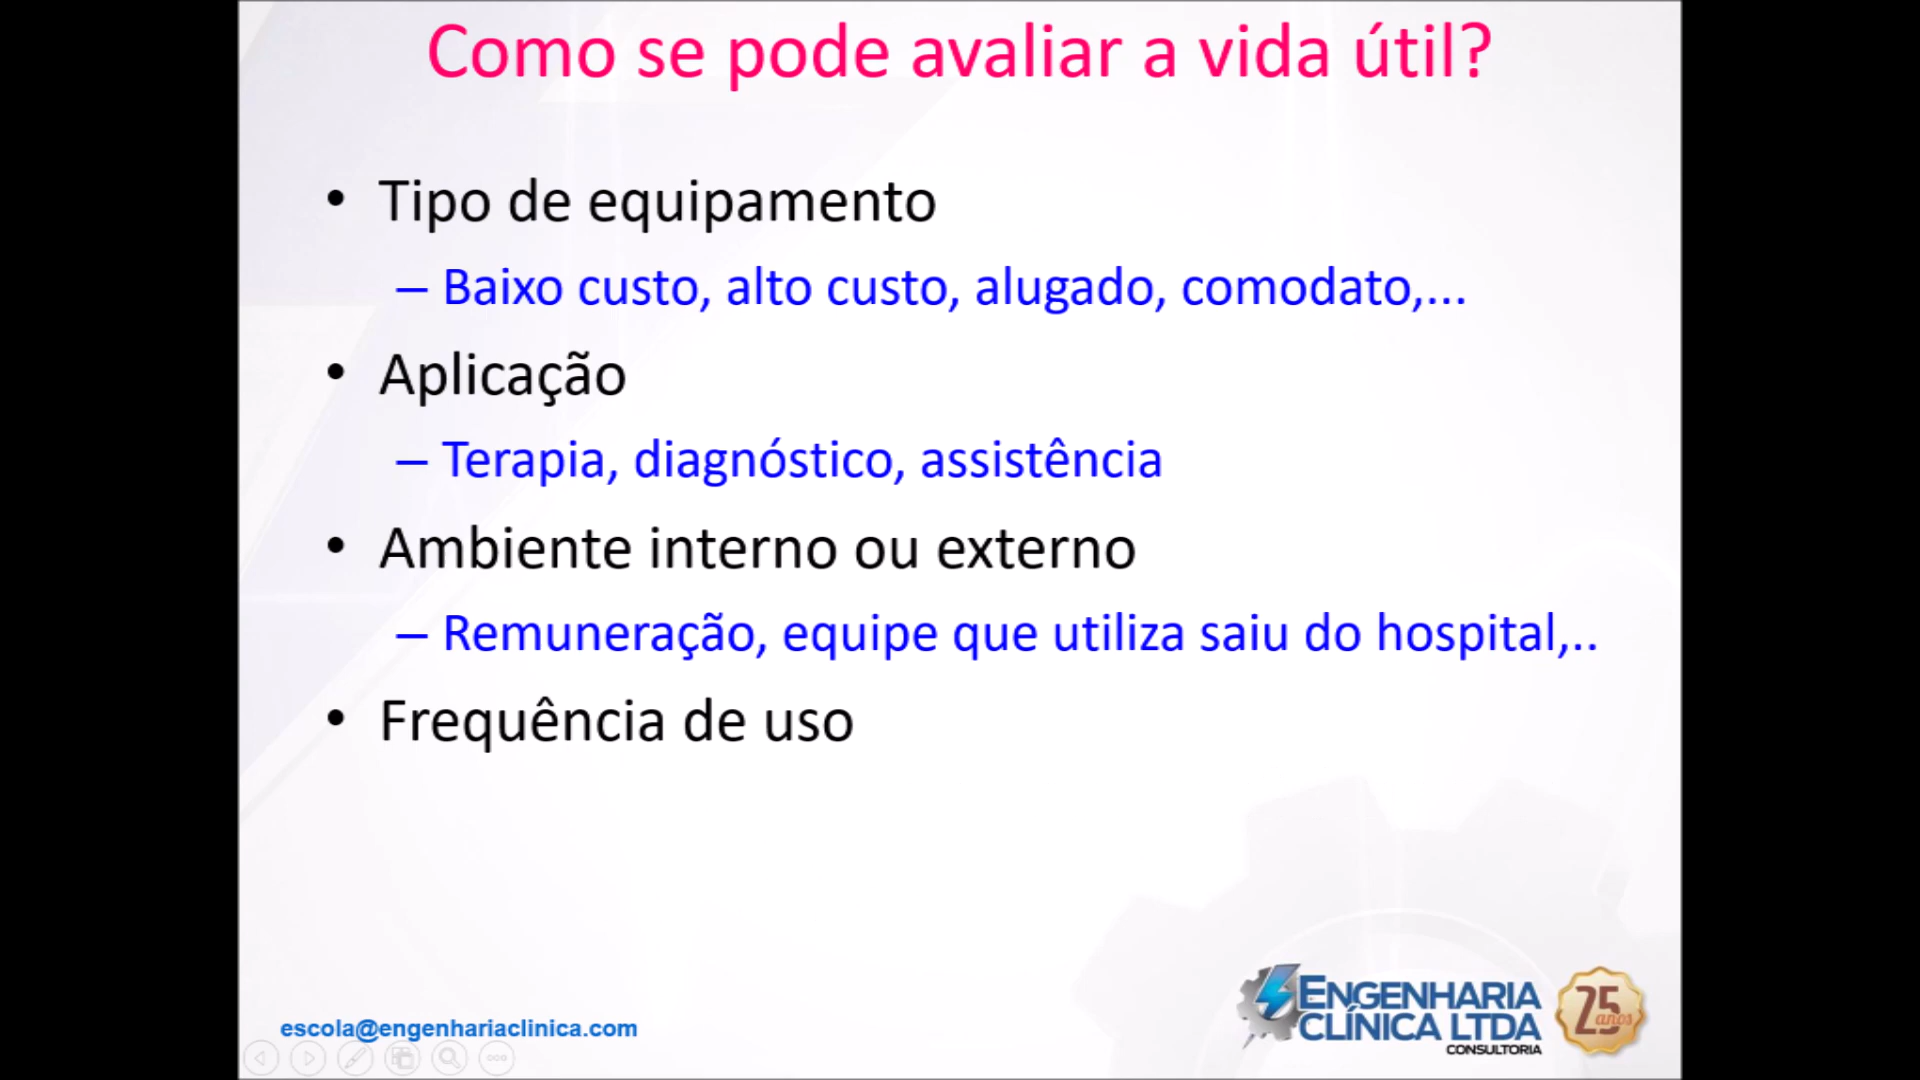 Como se pode avaliar a vida útil?
• Tipo de equipamento
– Baixo custo, alto custo, alugado, comodato,...
• Aplicação
– Terapia, diagnóstico, assistência
• Ambiente interno ou externo
– Remuneração, equipe que utiliza saiu do hospital,..
• Frequência de uso
escola@engenhariaclinica.com
ENGENHARIA
CLÍNICA LTDA
CONSULTORIA
25
anos